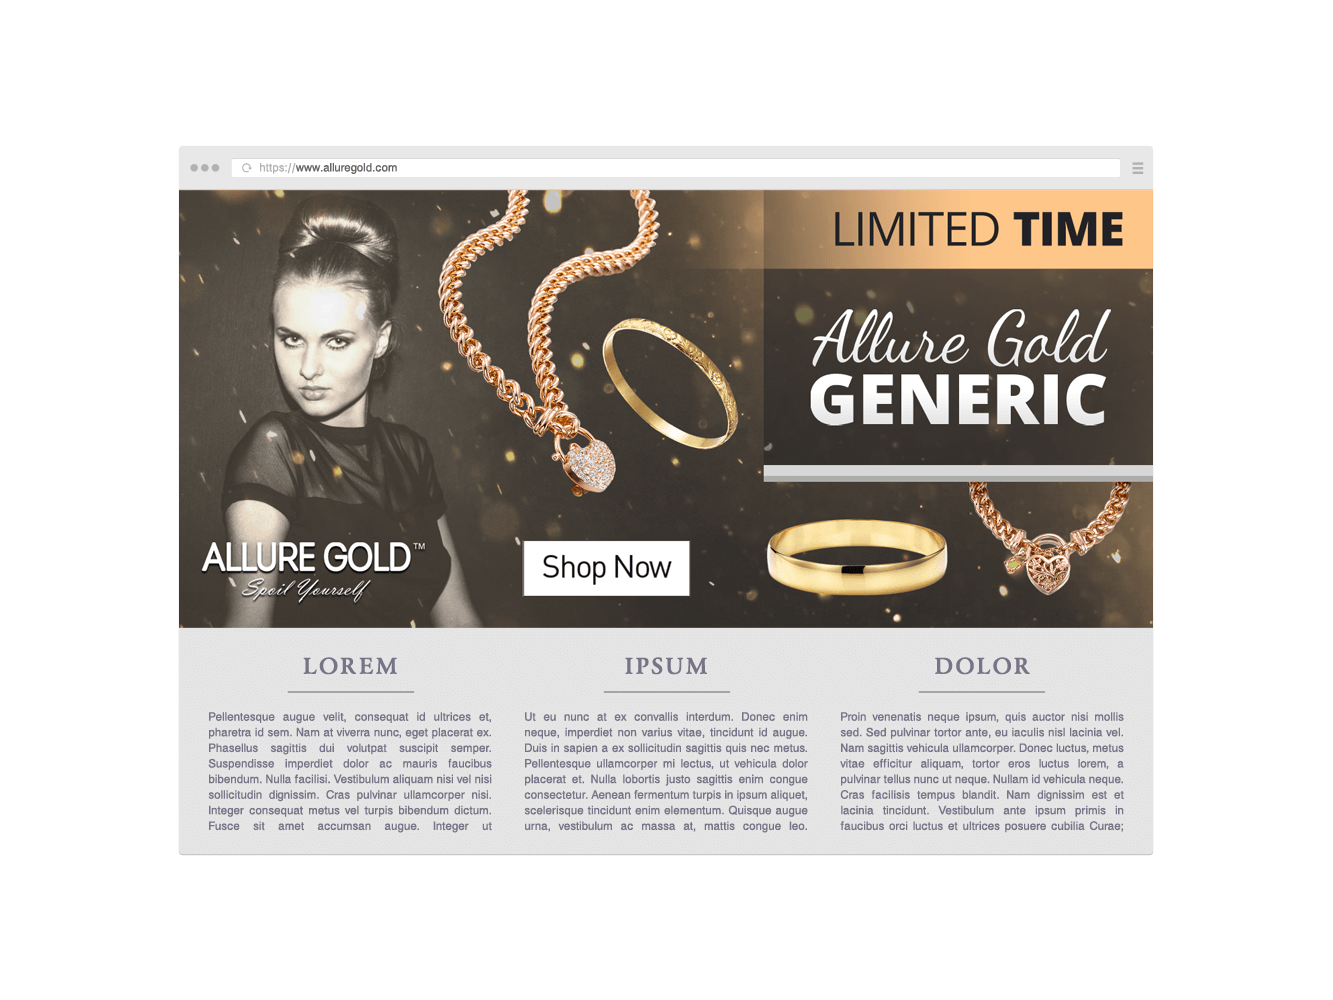 https://www.alluregold.com
LIMITED TIME
Allure Gold
GENERIC
ALLURE GOLD™
Spoil Yourself
Shop Now
LOREM
Pellentesque augue velit, consequat id ultrices et,
pharetra id sem. Nam at viverra nunc, eget placerat ex.
Phasellus sagittis dui volutpat suscipit semper.
Suspendisse imperdiet dolor ac mauris faucibus
bibendum. Nulla facilisi. Vestibulum aliquam nisi vel nisi
sollicitudin dignissim. Cras pulvinar ullamcorper nisi.
Integer consequat metus vel turpis bibendum dictum.
Fusce sit amet accumsan augue. Integer ut
IPSUM
Ut eu nunc at ex convallis interdum. Donec enim
neque, imperdiet non varius vitae, tincidunt id augue.
Duis in sapien a ex sollicitudin sagittis quis nec metus.
Pellentesque ullamcorper mi lectus, ut vehicula dolor
placerat et. Nulla lobortis justo sagittis enim congue
consectetur. Aenean fermentum turpis in ipsum aliquet,
scelerisque tincidunt enim elementum. Quisque augue
urna, vestibulum ac massa at, mattis congue leo.
DOLOR
Proin venenatis neque ipsum, quis auctor nisi mollis
sed. Sed pulvinar tortor ante, eu iaculis nisl lacinia vel.
Nam sagittis vehicula ullamcorper. Donec luctus, metus
vitae efficitur aliquam, tortor eros luctus lorem, a
pulvinar tellus nunc ut neque. Nullam id vehicula neque.
Cras facilisis tempus blandit. Nam dignissim est et
lacinia tincidunt. Vestibulum ante ipsum primis in
faucibus orci luctus et ultrices posuere cubilia Curae;